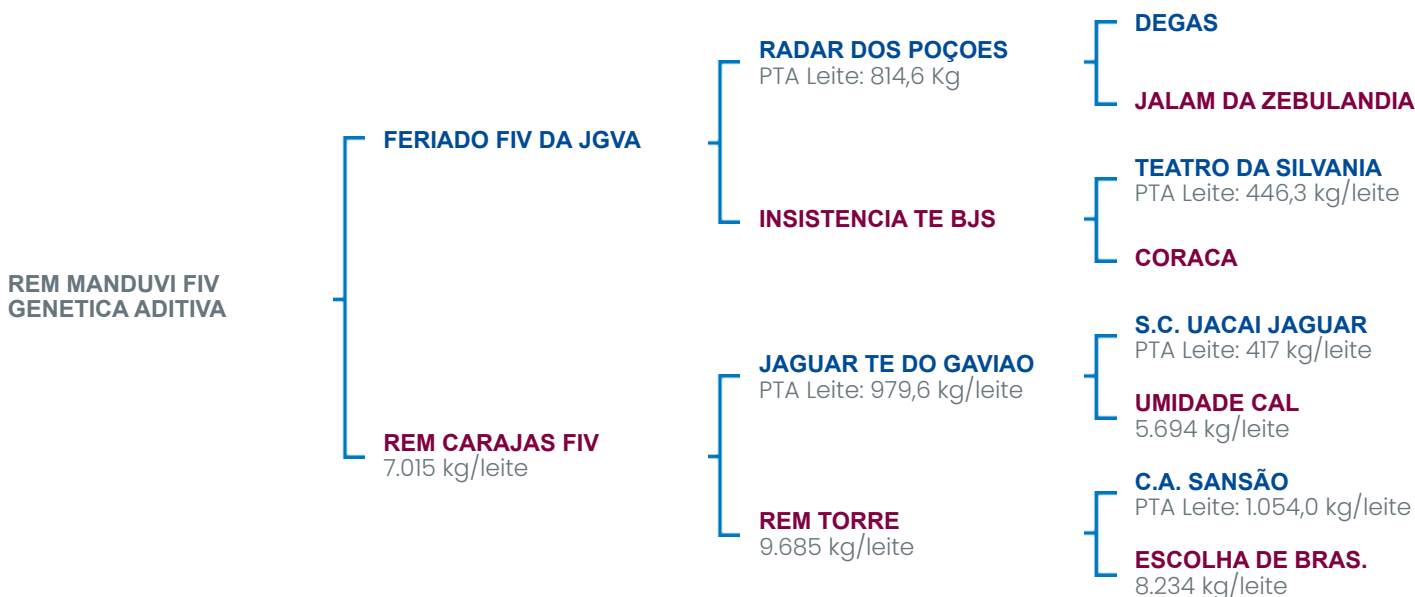 REM MANDUVI FIV
GENETICA ADITIVA
FERIADO FIV DA JGVA
REM CARAJAS FIV
7.015 kg/leite
RADAR DOS POÇOES
PTA Leite: 814,6 Kg
INSISTENCIA TE BJS
JAGUAR TE DO GAVIAO
PTA Leite: 979,6 kg/leite
REM TORRE
9.685 kg/leite
DEGAS
JALAM DA ZEBULANDIA
TEATRO DA SILVANIA
PTA Leite: 446,3 kg/leite
CORACA
S.C. UACAI JAGUAR
PTA Leite: 417 kg/leite
UMIDADE CAL
5.694 kg/leite
C.A. SANSÃO
PTA Leite: 1.054,0 kg/leite
ESCOLHA DE BRAS.
8.234 kg/leite